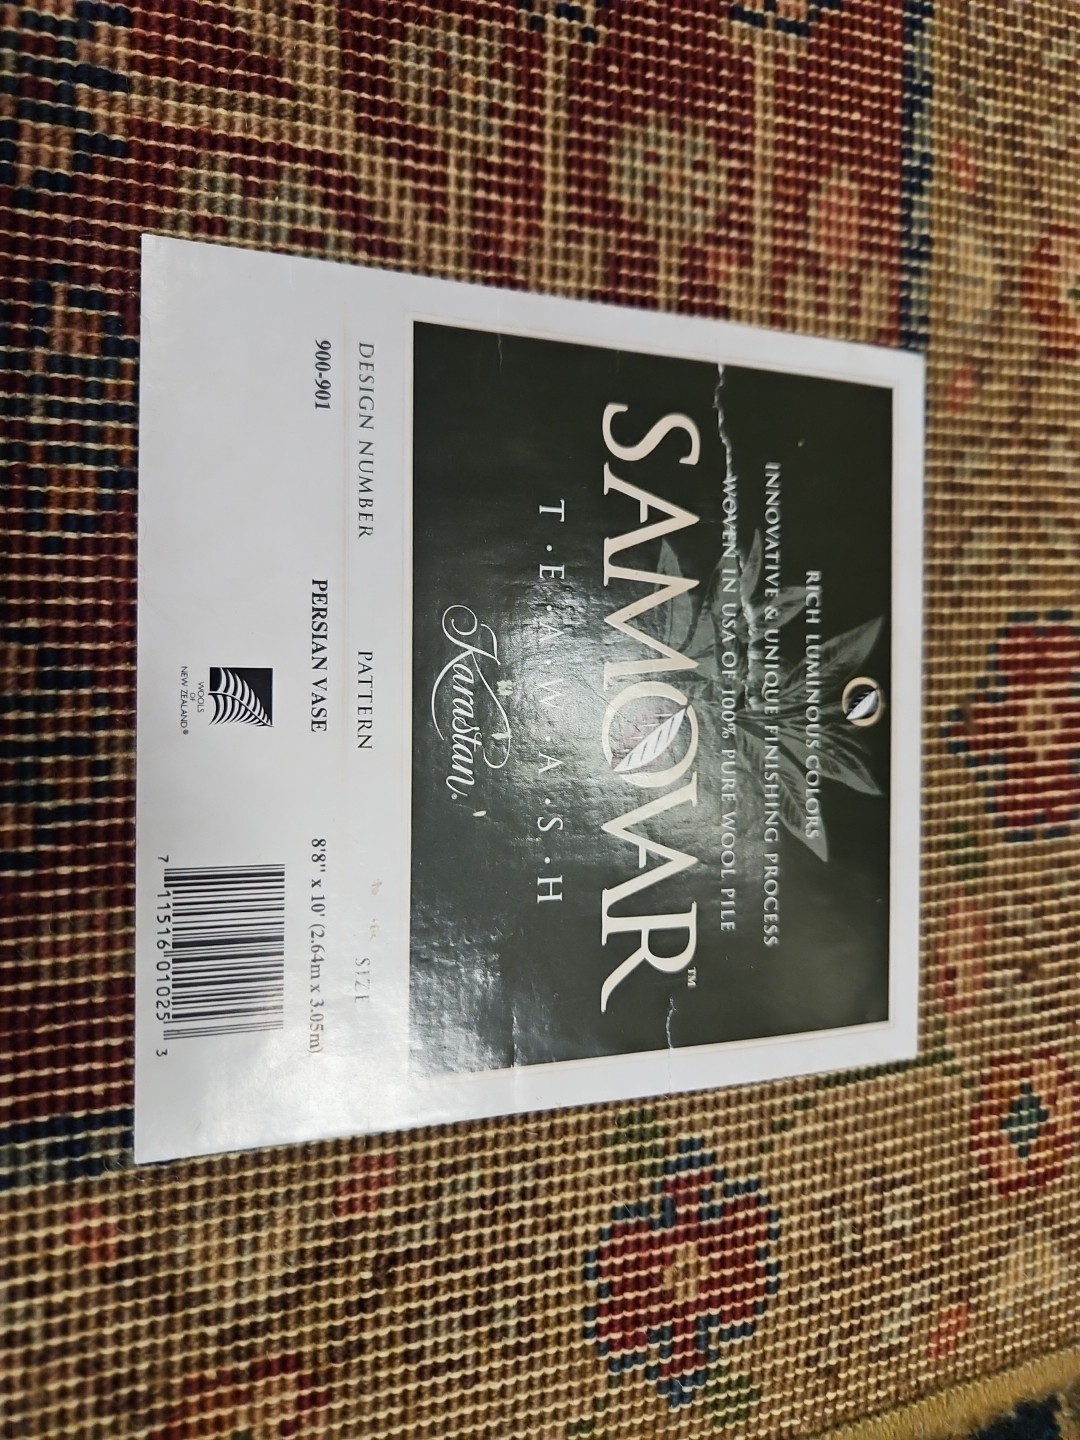 RICH LUMINOUS COLORS
INNOVATIVE & UNIQUE FINISHING PROCESS
WOVEN IN USA OF 100% PURE WOOL PILE
SAMOVAR™
T·E·A·W·A·S·H
Karastan®
DESIGN NUMBER PATTERN SIZE
900-901 PERSIAN VASE 8'8" x 10' (2.64m x 3.05m)
WOOLS
OF
NEW ZEALAND®
7 11516 01025 3